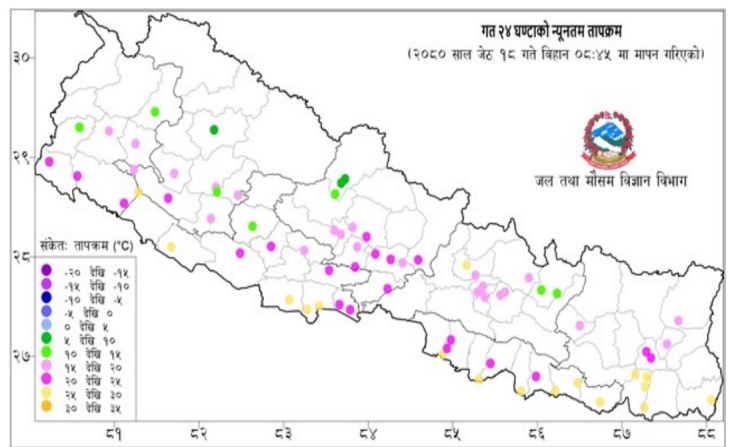 गत २४ घण्टाको न्यूनतम तापक्रम
(२०८० साल जेठ १८ गते बिहान ०८:४५ मा मापन गरिएको)
जल तथा मौसम विज्ञान विभाग
३०
२९
२८
२७
संकेतः तापक्रम (°C)
-२० देखि -१५
-१५ देखि -१०
-१० देखि -५
-५ देखि ०
० देखि ५
५ देखि १०
१० देखि १५
१५ देखि २०
२० देखि २५
२५ देखि ३०
३० देखि ३५
८१ ८२ ८३ ८४ ८५ ८६ ८७ ८८